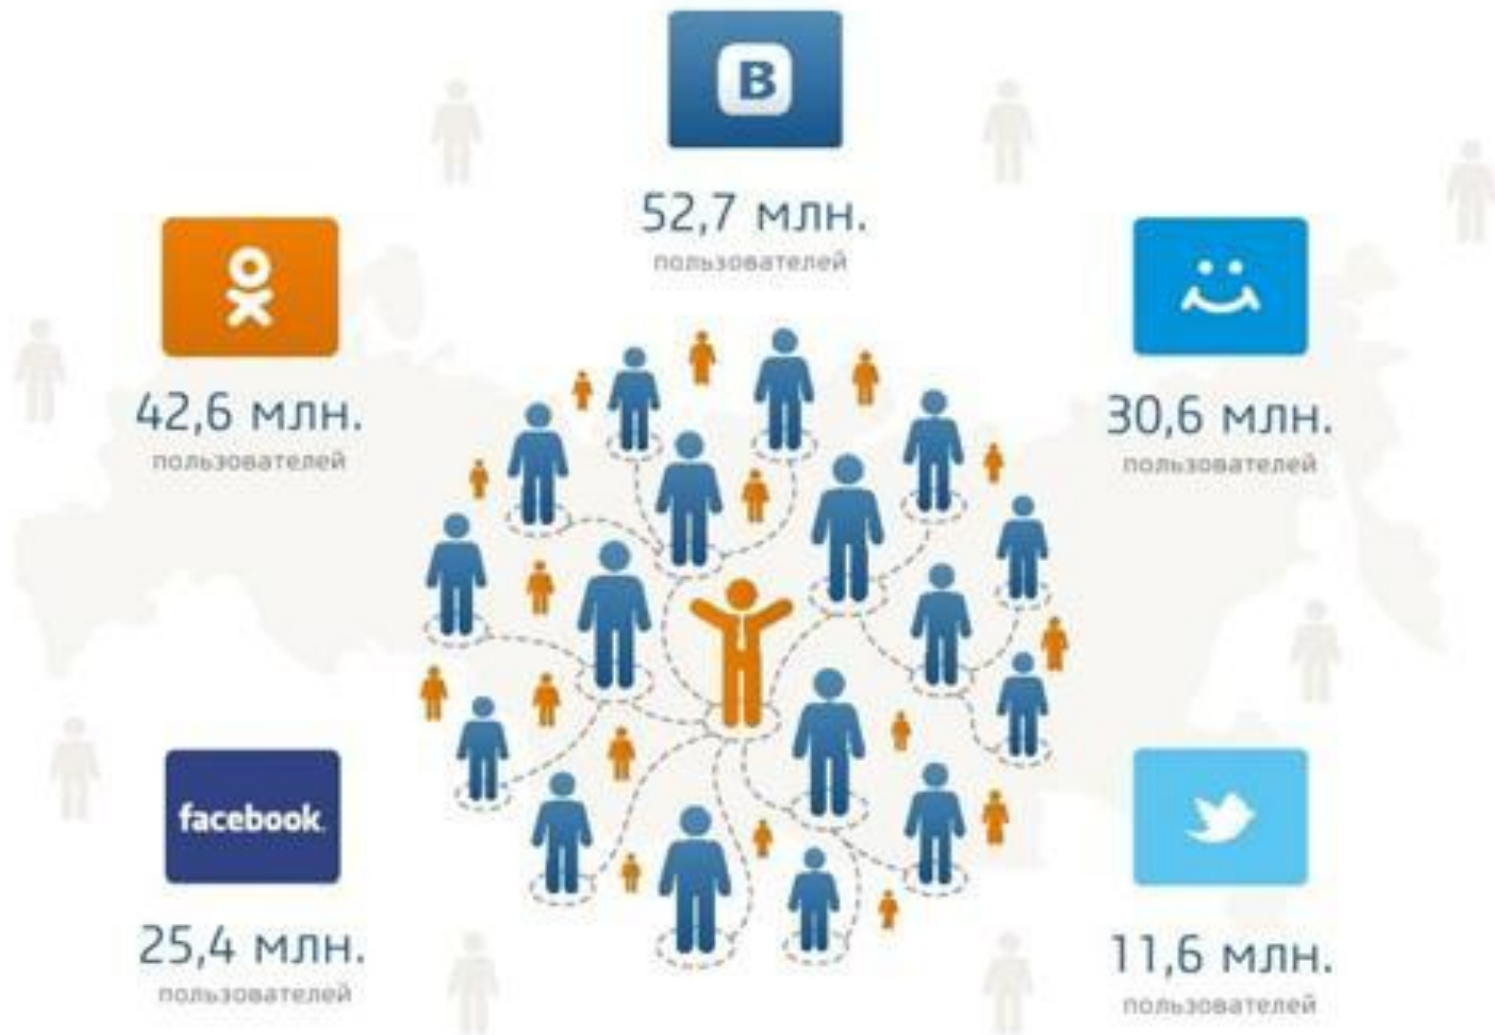 B
52,7 млн.
пользователей
42,6 млн.
пользователей
30,6 млн.
пользователей
facebook.
25,4 млн.
пользователей
11,6 млн.
пользователей